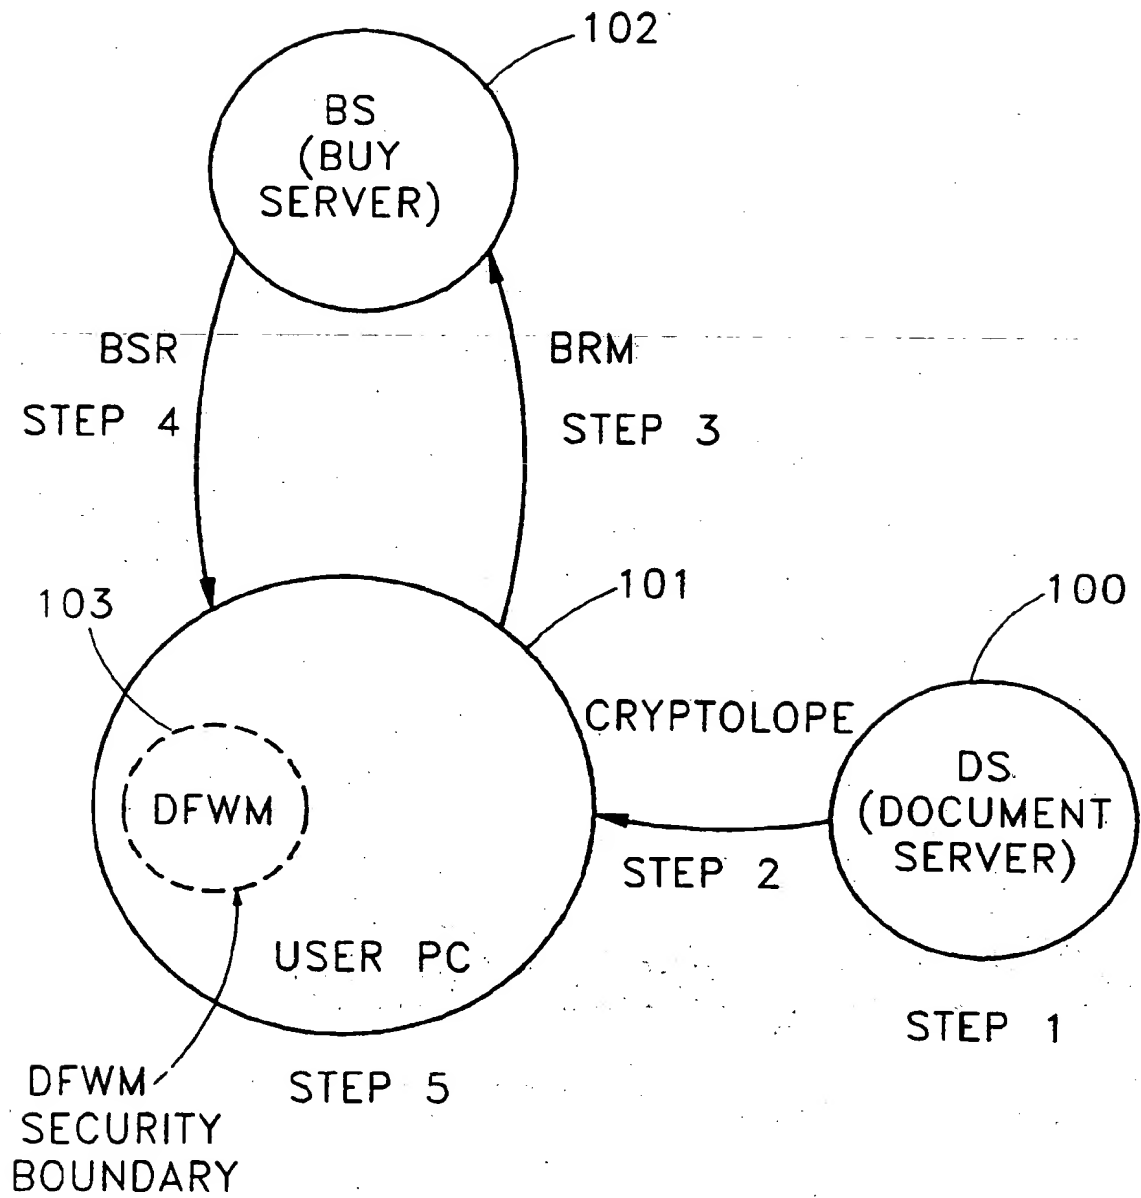 102
BS
(BUY
SERVER)
BSR
BRM
STEP 4
STEP 3
103
101
100
CRYPTOLOPE
DS
(DOCUMENT
SERVER)
DFWM
STEP 2
USER PC
STEP 1
DFWM
SECURITY
BOUNDARY
STEP 5